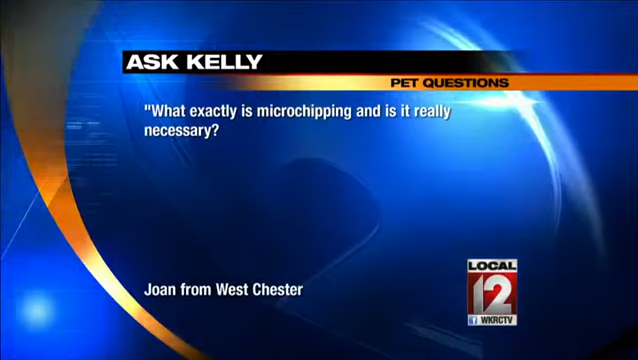 ASK KELLY
PET QUESTIONS
"What exactly is microchipping and is it really
necessary?
Joan from West Chester
LOCAL
12
f WKRCTV